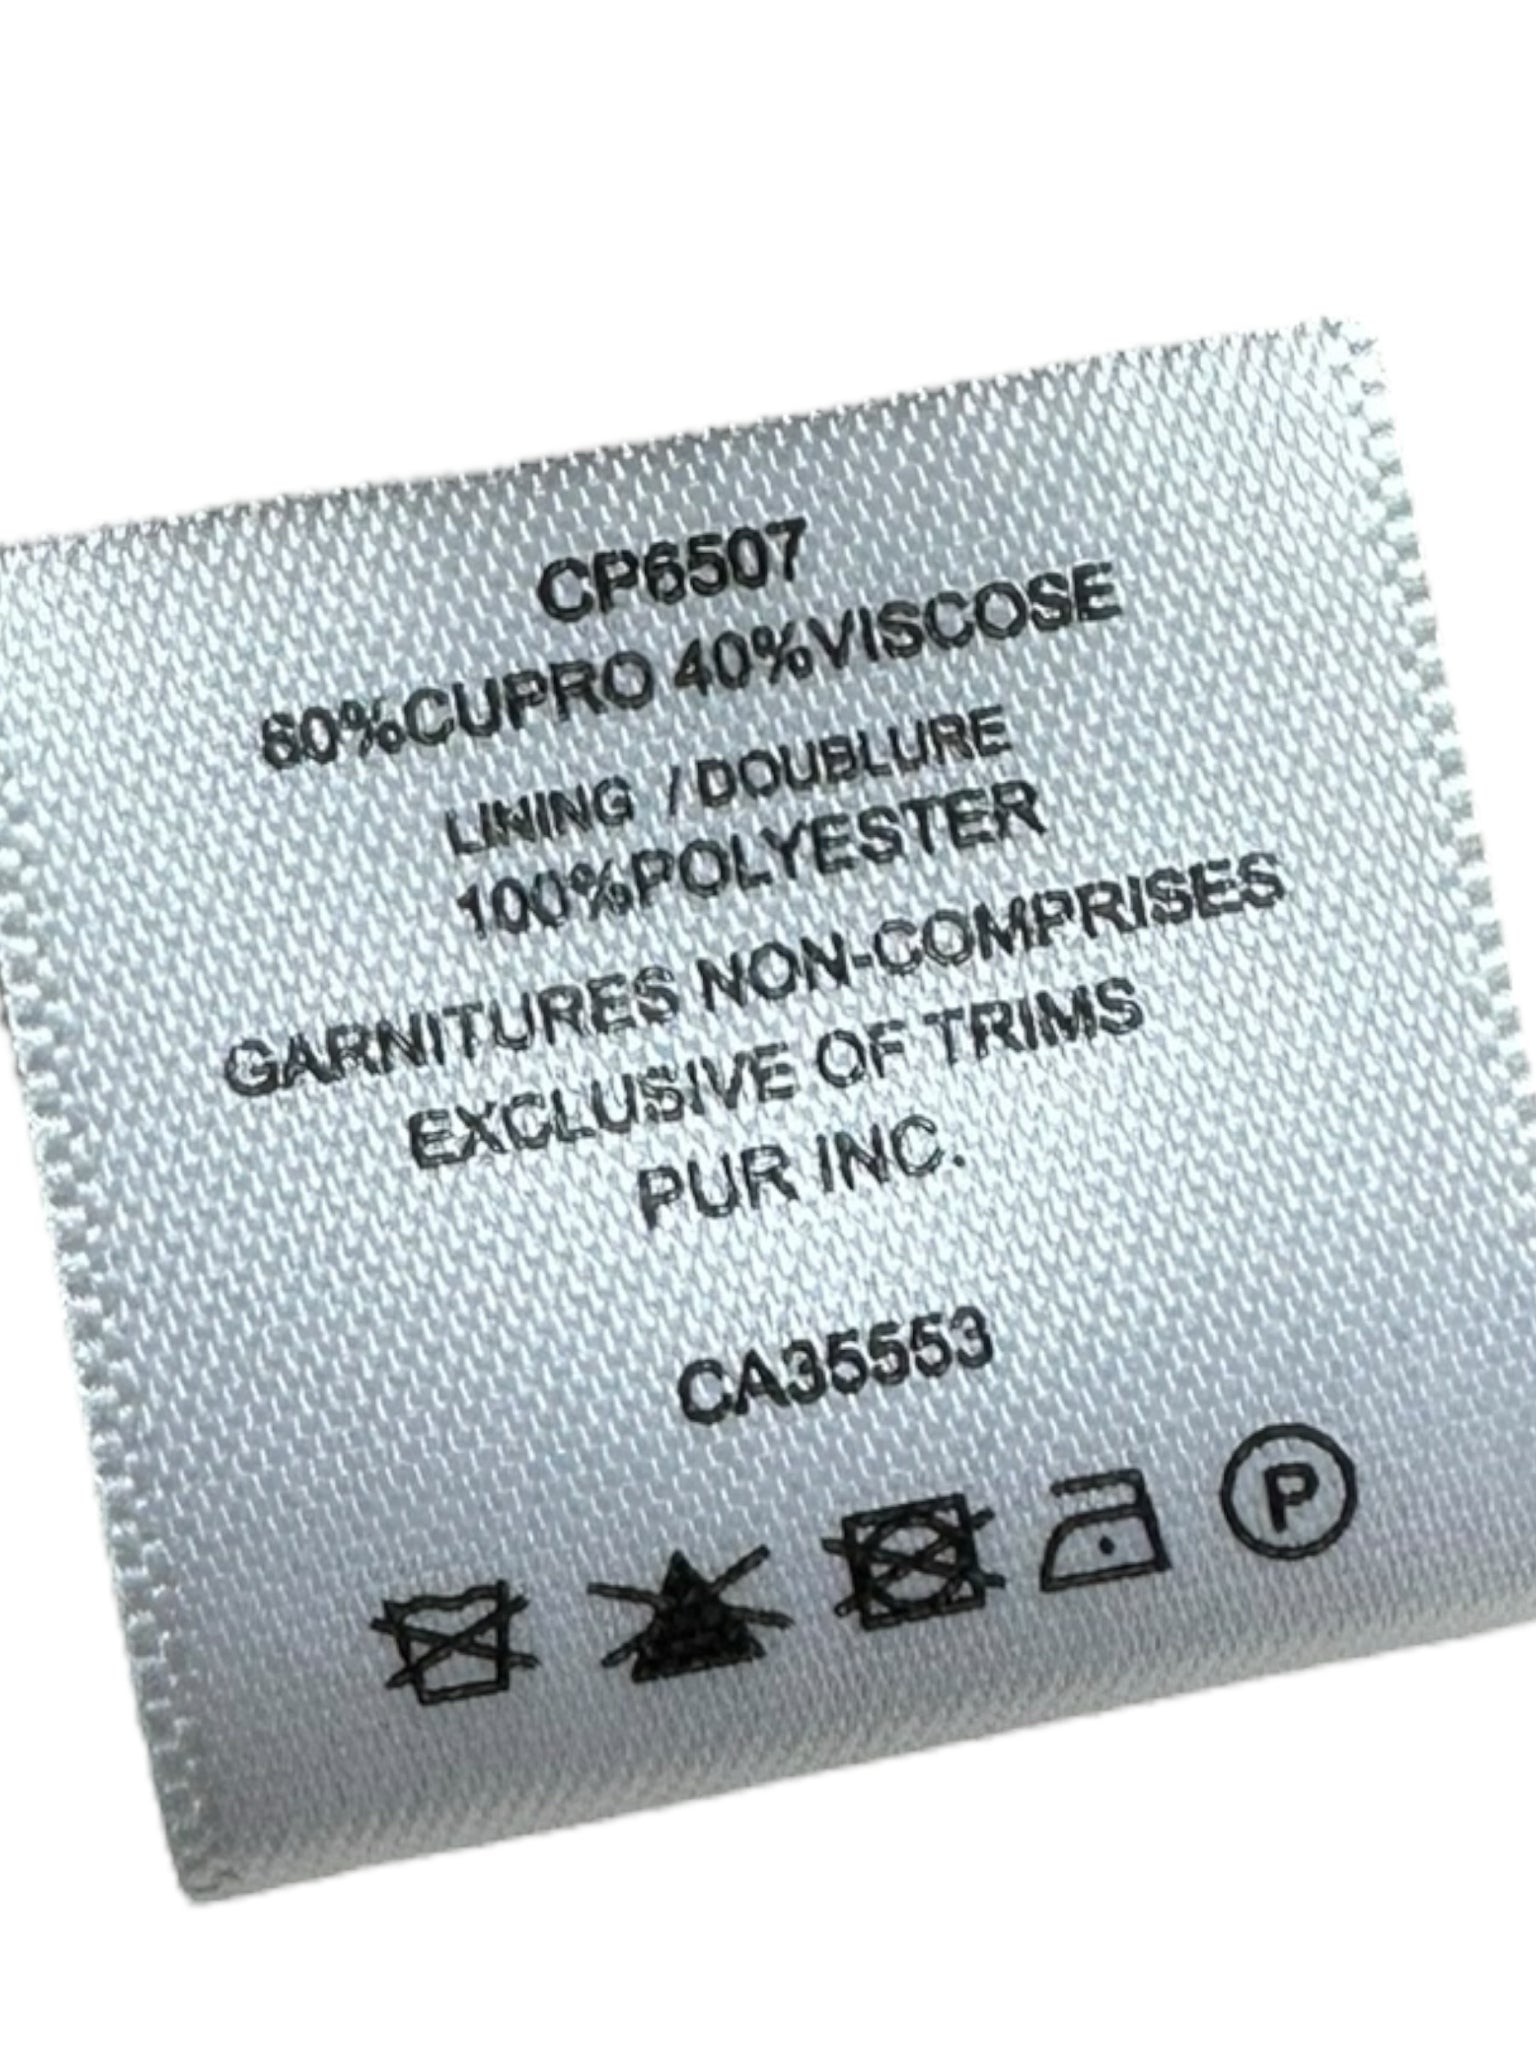 CP6507
60%CUPRO 40%VISCOSE
LINING / DOUBLURE
100%POLYESTER
GARNITURES NON-COMPRISES
EXCLUSIVE OF TRIMS
PUR INC.
CA35553
P